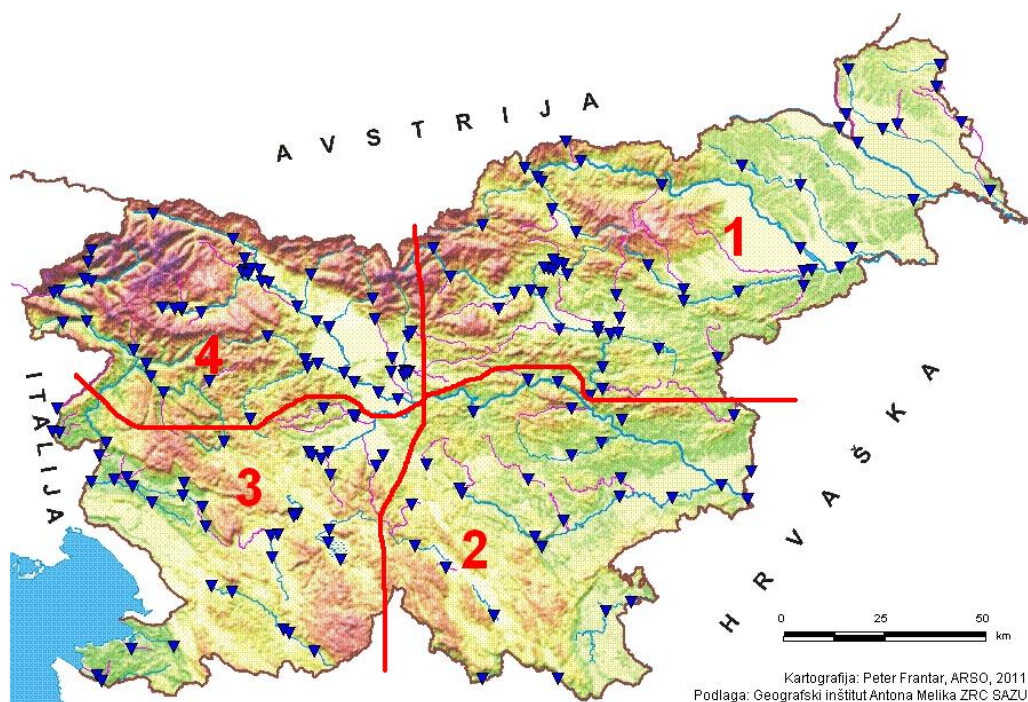 AVSTRIJA
1
4
ITALIJA
3
2
HRVAŠKA
0 25 50
km
Kartografija: Peter Frantar, ARSO, 2011
Podlaga: Geografski inštitut Antona Melika ZRC SAZU